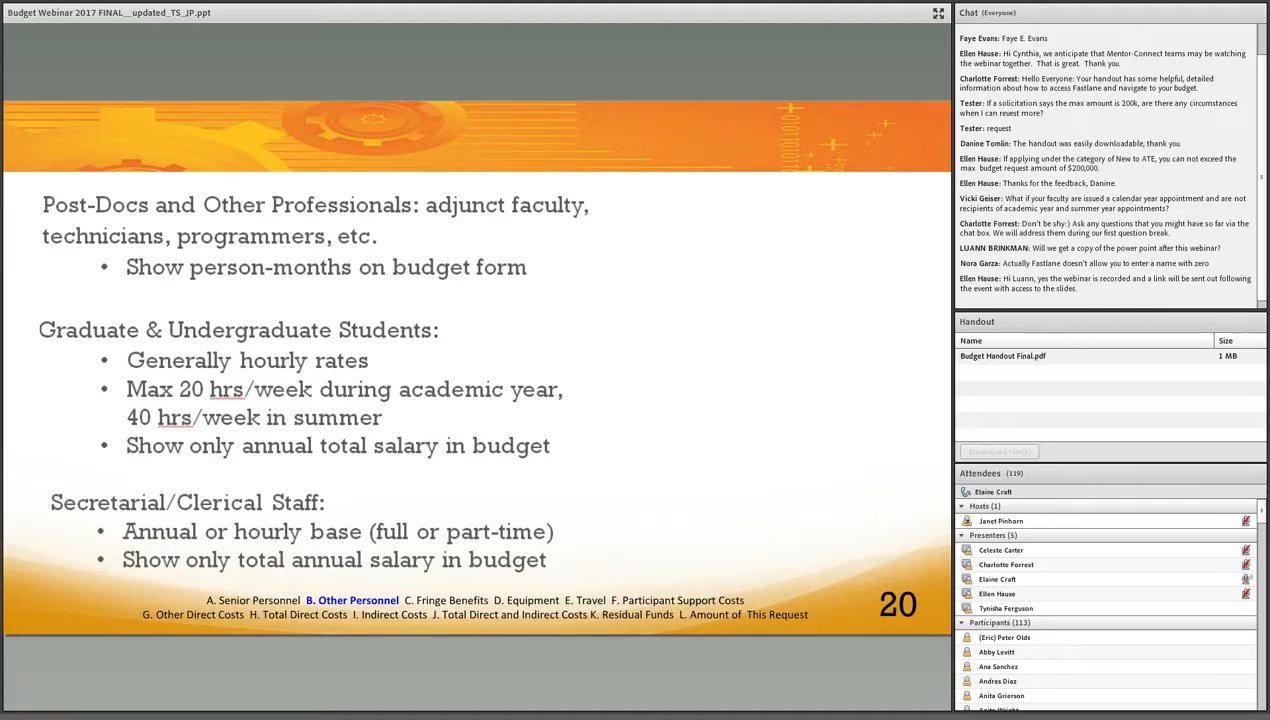 Budget Webinar 2017 FINAL__updated_TS_JP.ppt
Post-Docs and Other Professionals: adjunct faculty,
technicians, programmers, etc.
• Show person-months on budget form
Graduate & Undergraduate Students:
• Generally hourly rates
• Max 20 hrs/week during academic year,
40 hrs/week in summer
• Show only annual total salary in budget
Secretarial/Clerical Staff:
• Annual or hourly base (full or part-time)
• Show only total annual salary in budget
A. Senior Personnel B. Other Personnel C. Fringe Benefits D. Equipment E. Travel F. Participant Support Costs
G. Other Direct Costs H. Total Direct Costs I. Indirect Costs J. Total Direct and Indirect Costs K. Residual Funds L. Amount of This Request
20
Chat (Everyone)
Faye Evans: Faye E. Evans
Ellen Hause: Hi Cynthia, we anticipate that Mentor-Connect teams may be watching
the webinar together. That is great. Thank you.
Charlotte Forrest: Hello Everyone: Your handout has some helpful, detailed
information about how to access Fastlane and navigate to your budget.
Tester: If a solicitation says the max amount is 200k, are there any circumstances
when I can reuest more?
Tester: request
Danine Tomlin: The handout was easily downloadable, thank you.
Ellen Hause: If applying under the category of New to ATE, you can not exceed the
max budget request amount of $200,000.
Ellen Hause: Thanks for the feedback, Danine.
Vicki Geiser: What if your faculty are issued a calendar year appointment and are not
recipients of academic year and summer year appointments?
Charlotte Forrest: Don't be shy:) Ask any questions that you might have so far via the
chat box. We will address them during our first question break.
LUANN BRINKMAN: Will we get a copy of the power point after this webinar?
Nora Garza: Actually Fastlane doesn't allow you to enter a name with zero
Ellen Hause: Hi Luann, yes the webinar is recorded and a link will be sent out following
the event with access to the slides.
Handout
Name Size
Budget Handout Final.pdf 1 MB
Download File(s)
Attendees (119)
Elaine Craft
Hosts (1)
Janet Pinhorn
Presenters (5)
Celeste Carter
Charlotte Forrest
Elaine Craft
Ellen Hause
Tynisha Ferguson
Participants (113)
(Eric) Peter Olds
Abby Levitt
Ana Sanchez
Andres Diaz
Anita Grierson